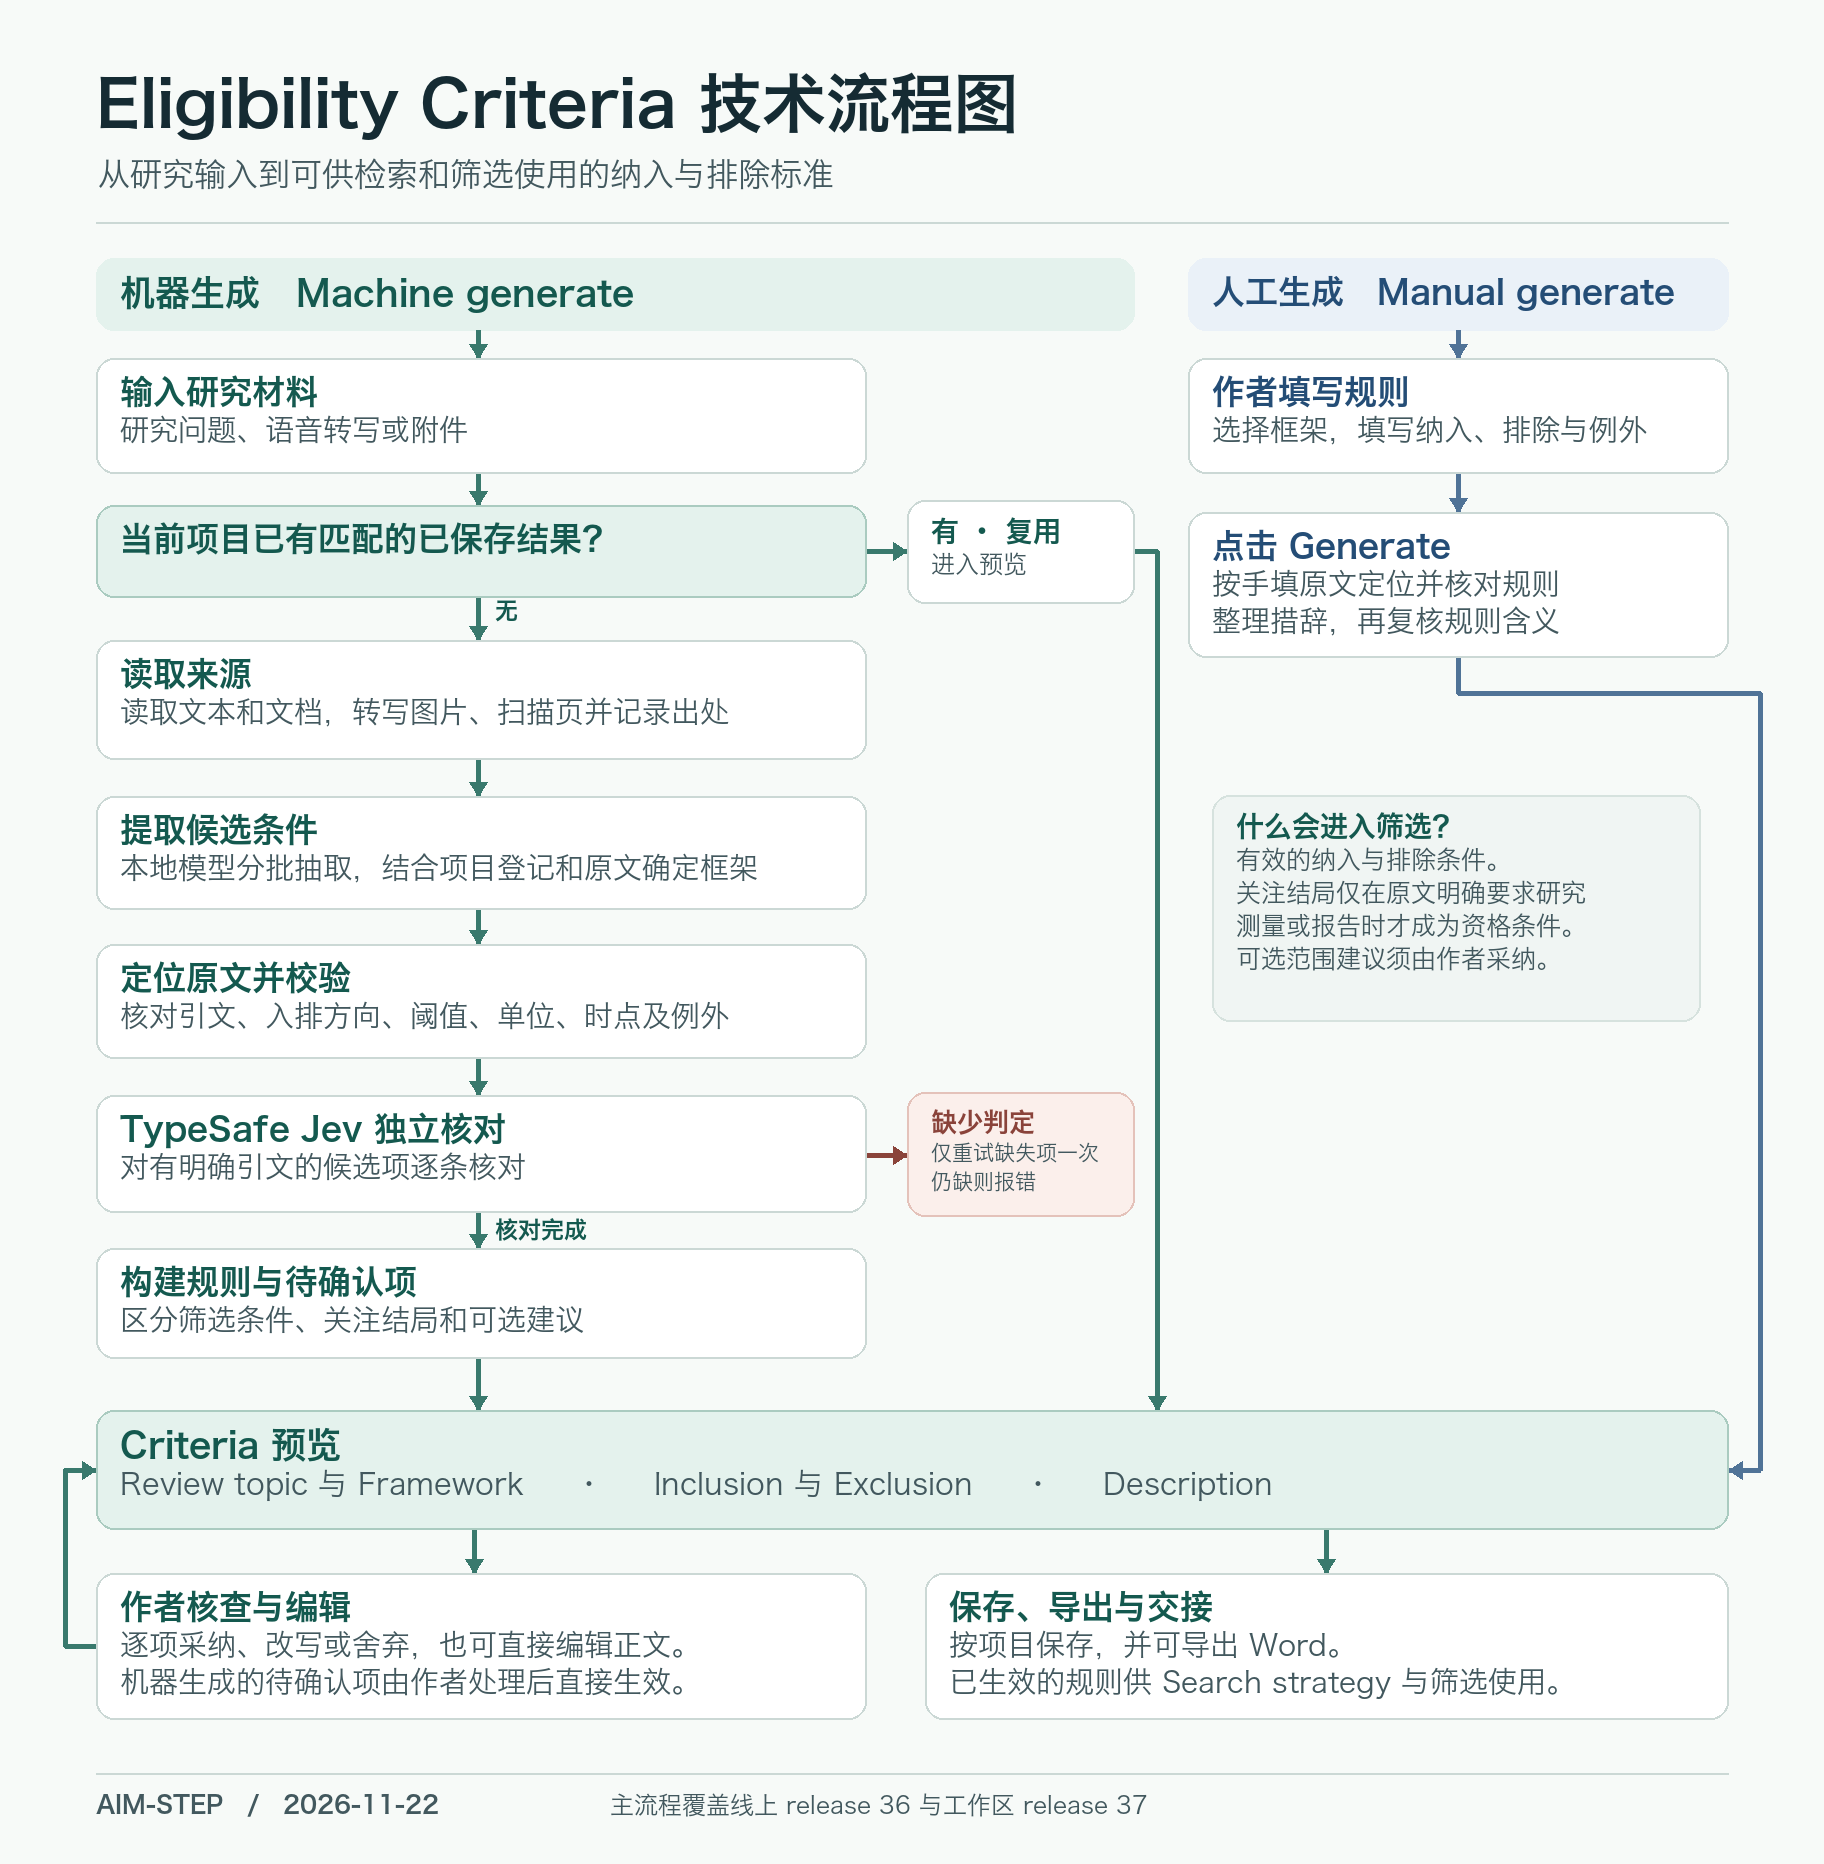 Eligibility Criteria 技术流程图
从研究输入到可供检索和筛选使用的纳入与排除标准
机器生成 Machine generate
输入研究材料
研究问题、语音转写或附件
当前项目已有匹配的已保存结果?
有 · 复用
进入预览
无
读取来源
读取文本和文档，转写图片、扫描页并记录出处
提取候选条件
本地模型分批抽取，结合项目登记和原文确定框架
定位原文并校验
核对引文、入排方向、阈值、单位、时点及例外
TypeSafe Jev 独立核对
对有明确引文的候选项逐条核对
缺少判定
仅重试缺失项一次
仍缺则报错
核对完成
构建规则与待确认项
区分筛选条件、关注结局和可选建议
人工生成 Manual generate
作者填写规则
选择框架，填写纳入、排除与例外
点击 Generate
按手填原文定位并核对规则
整理措辞，再复核规则含义
什么会进入筛选?
有效的纳入与排除条件。
关注结局仅在原文明确要求研究
测量或报告时才成为资格条件。
可选范围建议须由作者采纳。
Criteria 预览
Review topic 与 Framework · Inclusion 与 Exclusion · Description
作者核查与编辑
逐项采纳、改写或舍弃，也可直接编辑正文。
机器生成的待确认项由作者处理后直接生效。
保存、导出与交接
按项目保存，并可导出 Word。
已生效的规则供 Search strategy 与筛选使用。
AIM-STEP / 2026-11-22
主流程覆盖线上 release 36 与工作区 release 37